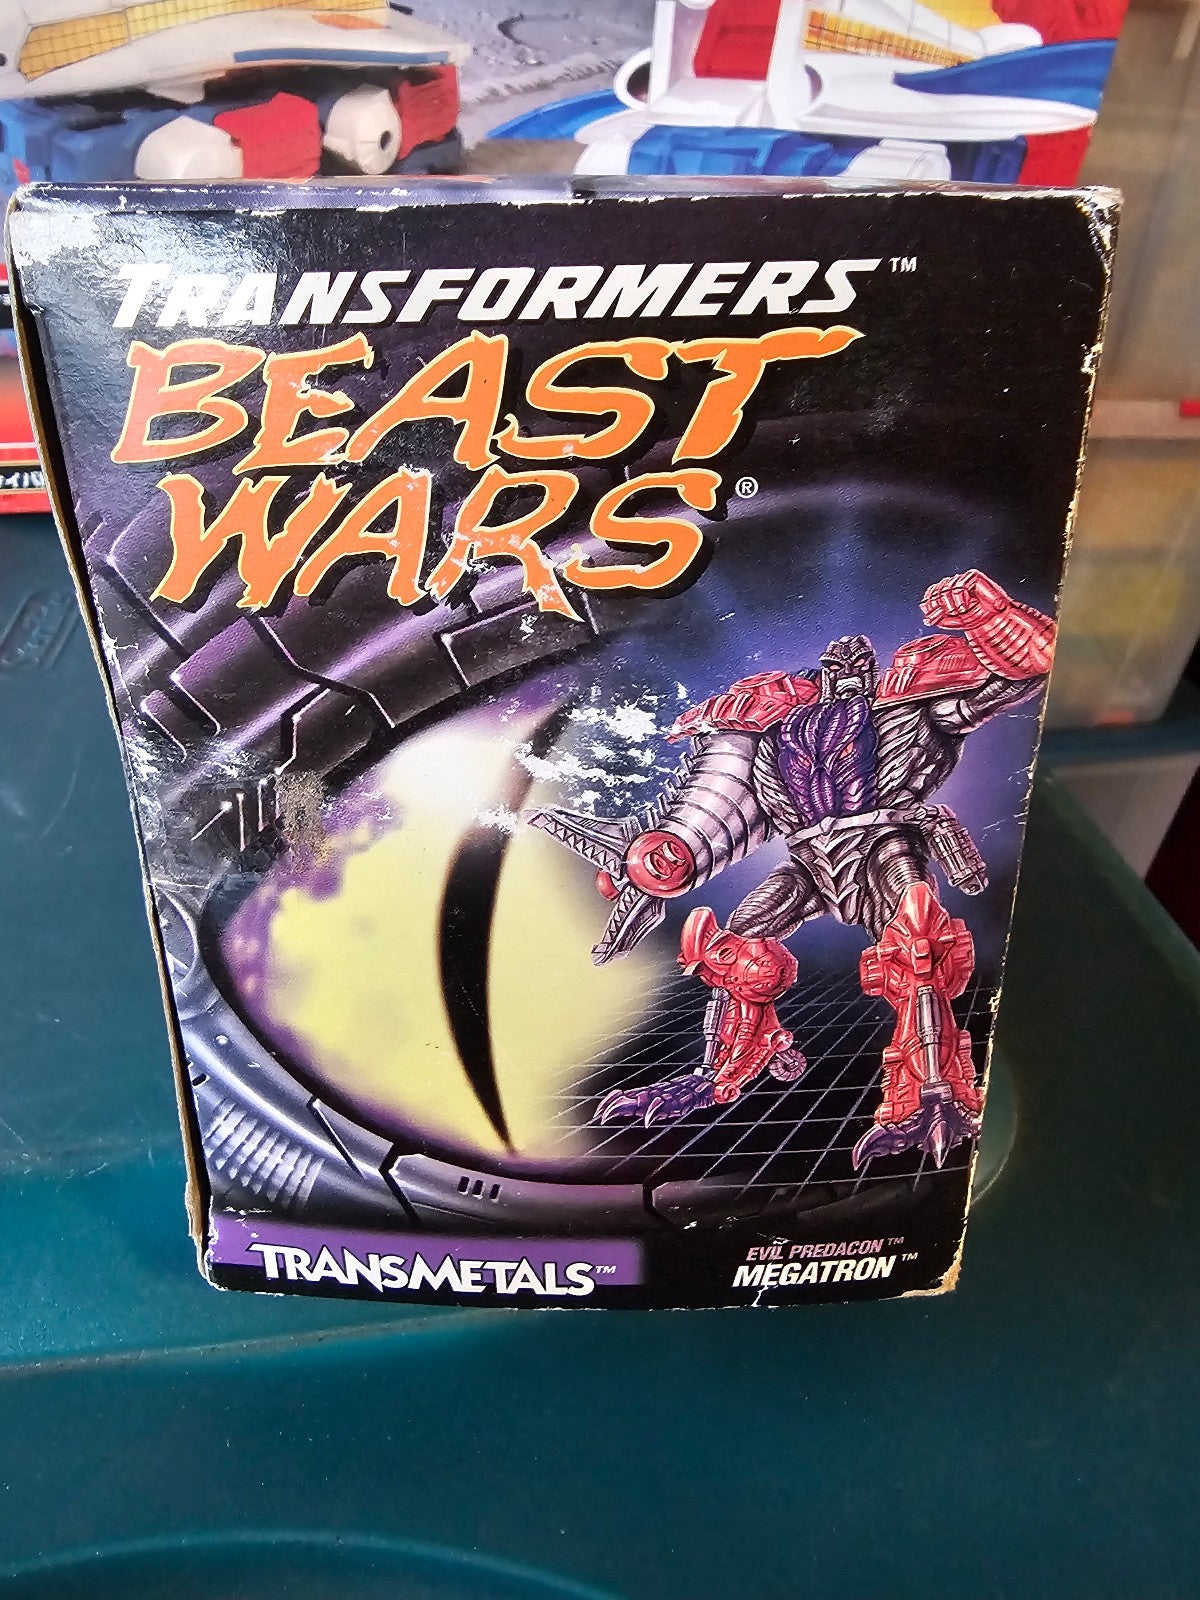 TRANSFORMERS™
BEAST
WARS®
TRANSMETALS™
EVIL PREDACON™
MEGATRON™